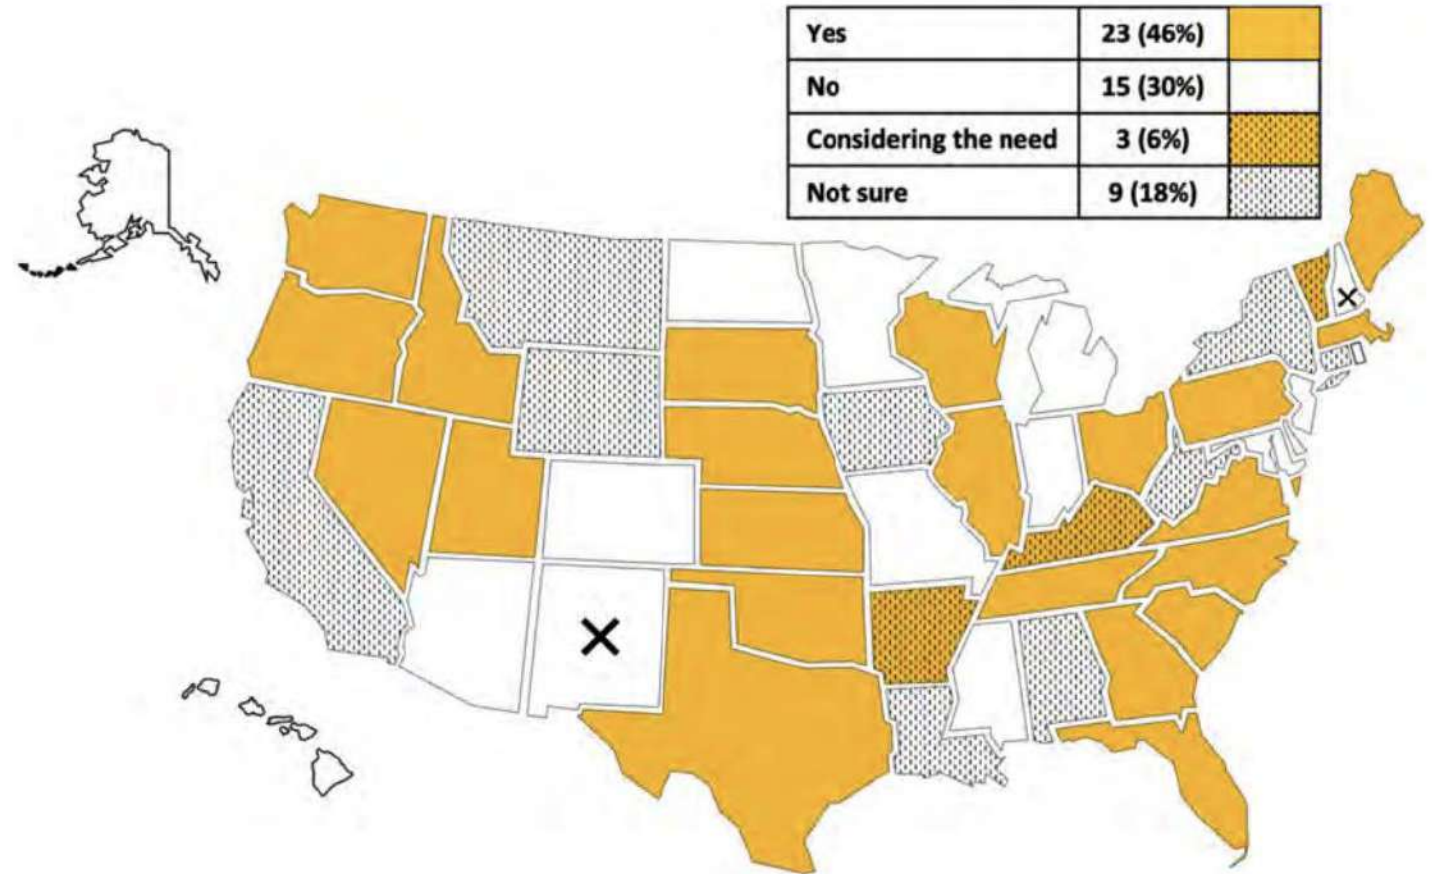 Yes 23 (46%)
No 15 (30%)
Considering the need 3 (6%)
Not sure 9 (18%)